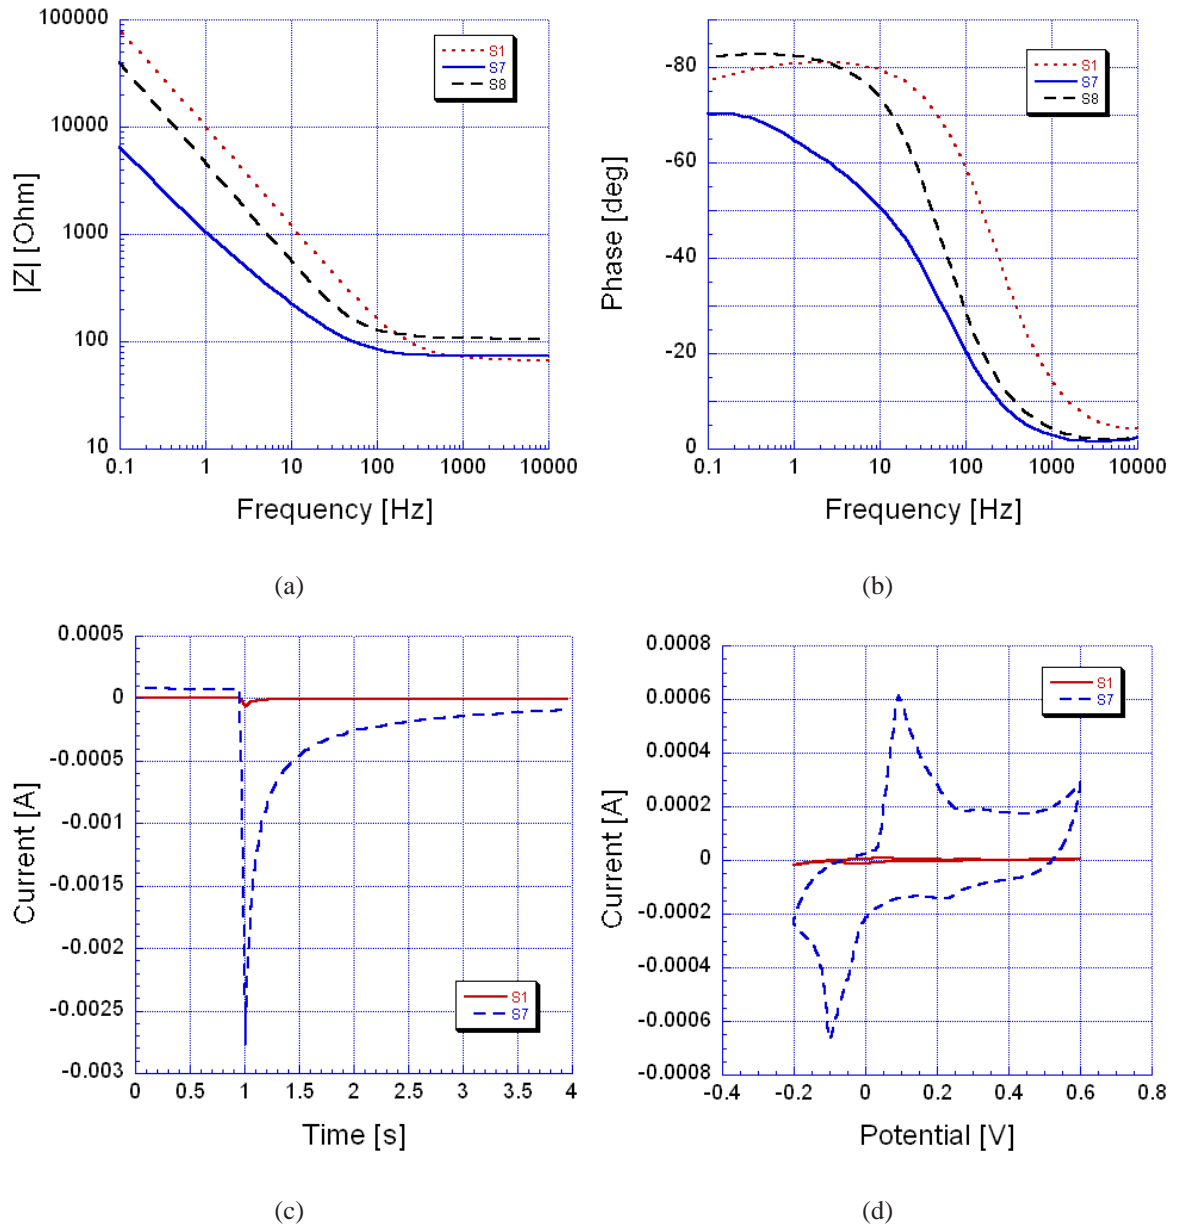 100000
10000
1000
100
10
|Z| [Ohm]
S1
S7
S8
0.1 1 10 100 1000 10000
Frequency [Hz]
(a)
-80
-60
-40
-20
0
Phase [deg]
S1
S7
S8
0.1 1 10 100 1000 10000
Frequency [Hz]
(b)
0.0005
0
-0.0005
-0.001
-0.0015
-0.002
-0.0025
-0.003
Current [A]
S1
S7
0 0.5 1 1.5 2 2.5 3 3.5 4
Time [s]
(c)
0.0008
0.0006
0.0004
0.0002
0
-0.0002
-0.0004
-0.0006
-0.0008
Current [A]
S1
S7
-0.4 -0.2 0 0.2 0.4 0.6 0.8
Potential [V]
(d)